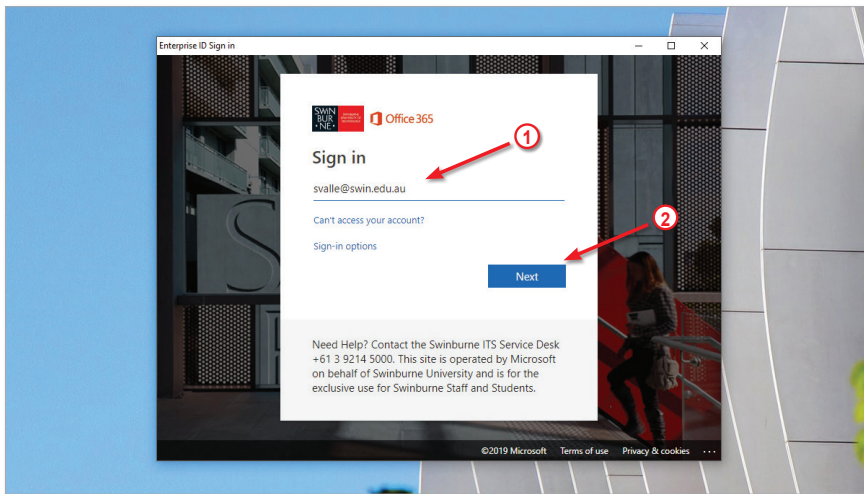 Enterprise ID Sign in
SWIN
BUR
• NE •
Office 365
1
Sign in
svalle@swin.edu.au
Can't access your account?
2
Sign-in options
Next
Need Help? Contact the Swinburne ITS Service Desk
+61 3 9214 5000. This site is operated by Microsoft
on behalf of Swinburne University and is for the
exclusive use for Swinburne Staff and Students.
©2019 Microsoft Terms of use Privacy & cookies ...